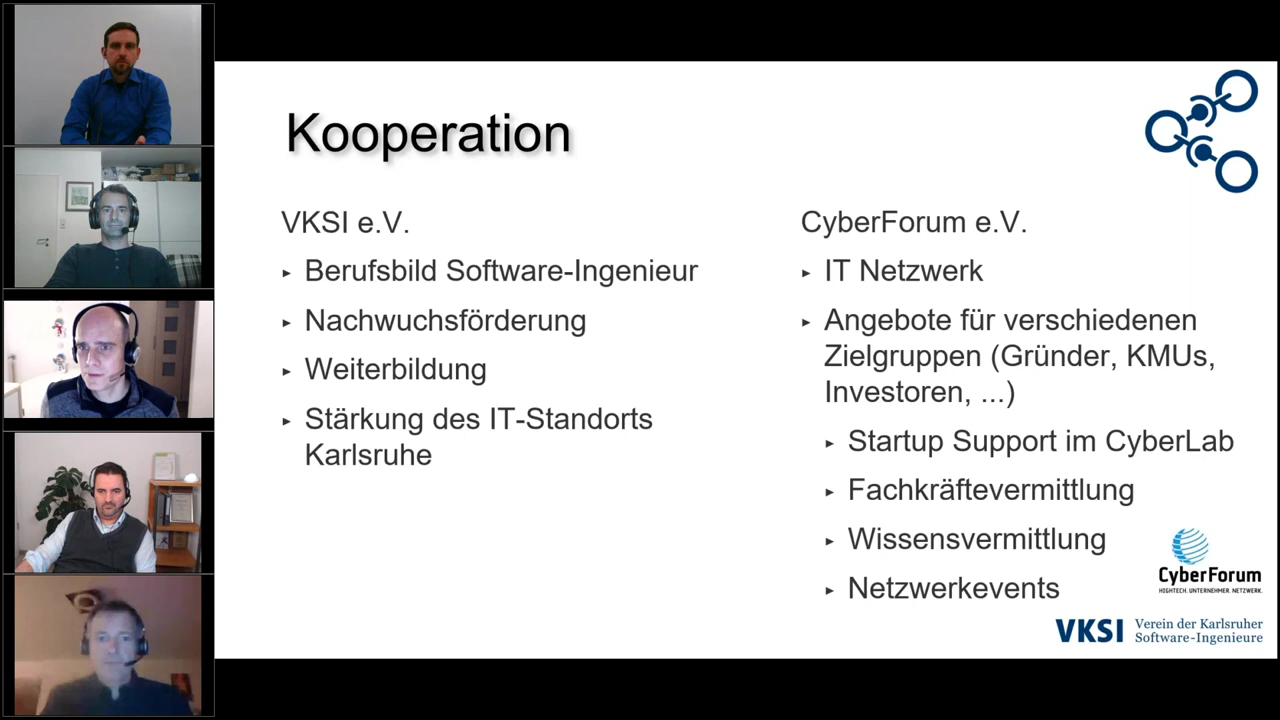 Kooperation
VKSI e.V.
▸ Berufsbild Software-Ingenieur
▸ Nachwuchsförderung
▸ Weiterbildung
▸ Stärkung des IT-Standorts
Karlsruhe
CyberForum e.V.
▸ IT Netzwerk
▸ Angebote für verschiedenen
Zielgruppen (Gründer, KMUs,
Investoren, ...)
▸ Startup Support im CyberLab
▸ Fachkräftevermittlung
▸ Wissensvermittlung
▸ Netzwerkevents
CyberForum
HIGHTECH. UNTERNEHMER. NETZWERK.
VKSI Verein der Karlsruher
Software-Ingenieure